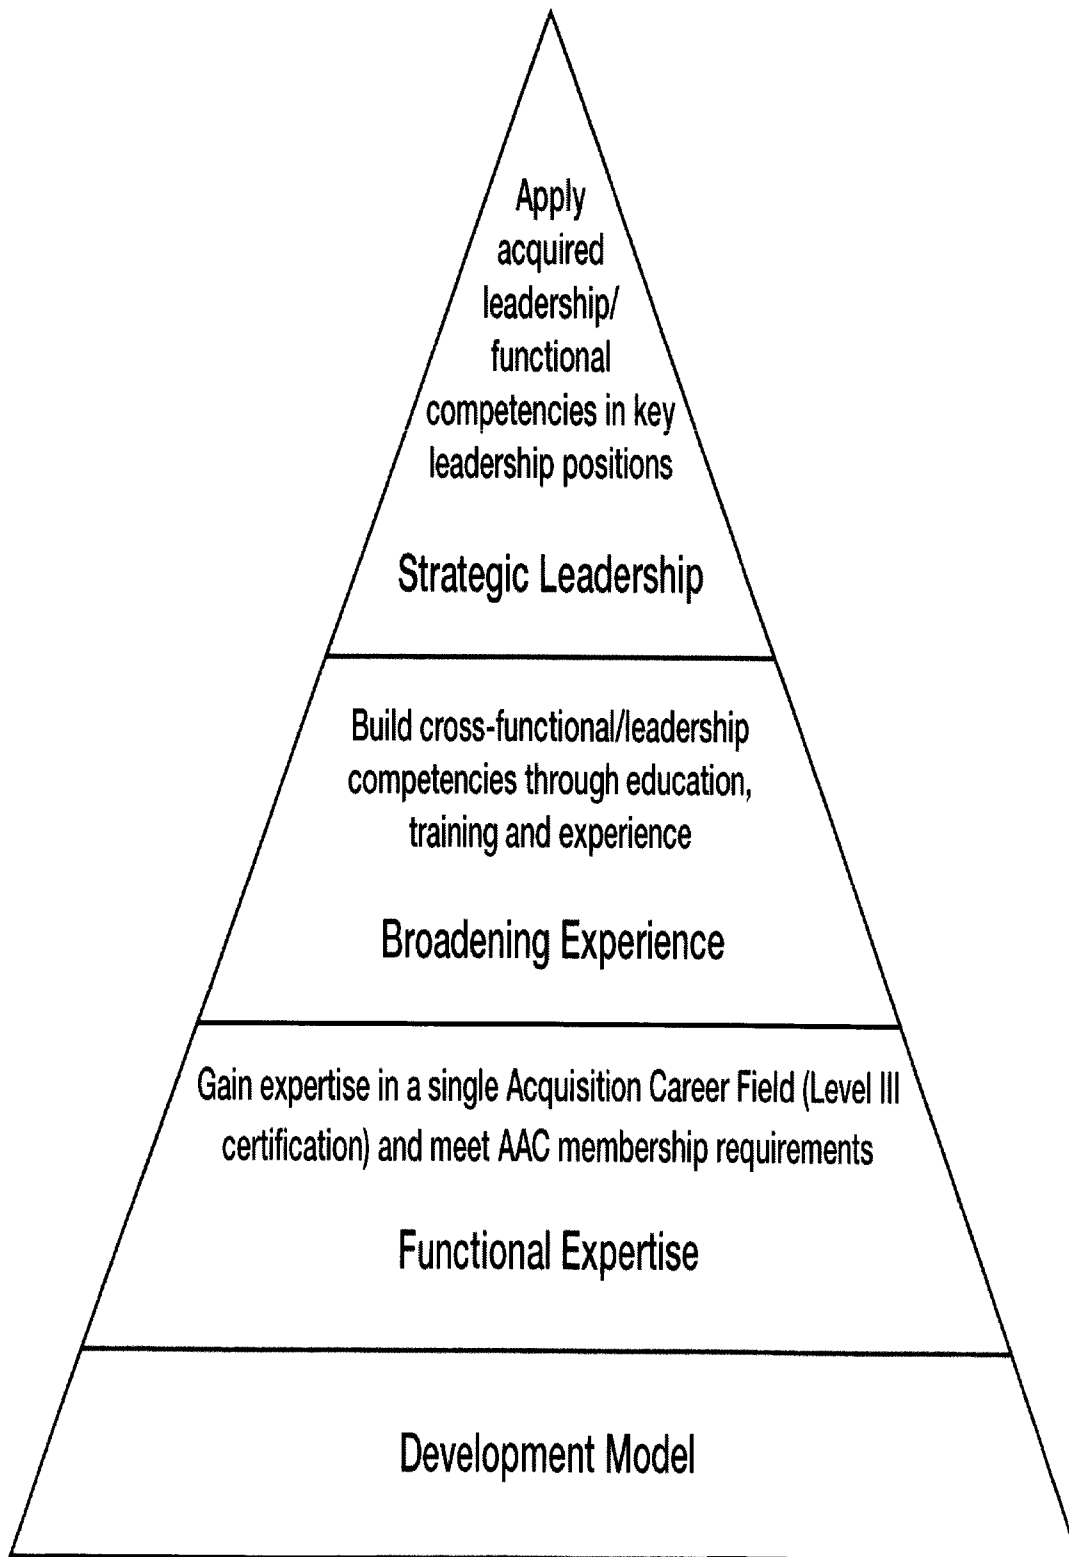 Apply
acquired
leadership/
functional
competencies in key
leadership positions
Strategic Leadership
Build cross-functional/leadership
competencies through education,
training and experience
Broadening Experience
Gain expertise in a single Acquisition Career Field (Level III
certification) and meet AAC membership requirements
Functional Expertise
Development Model